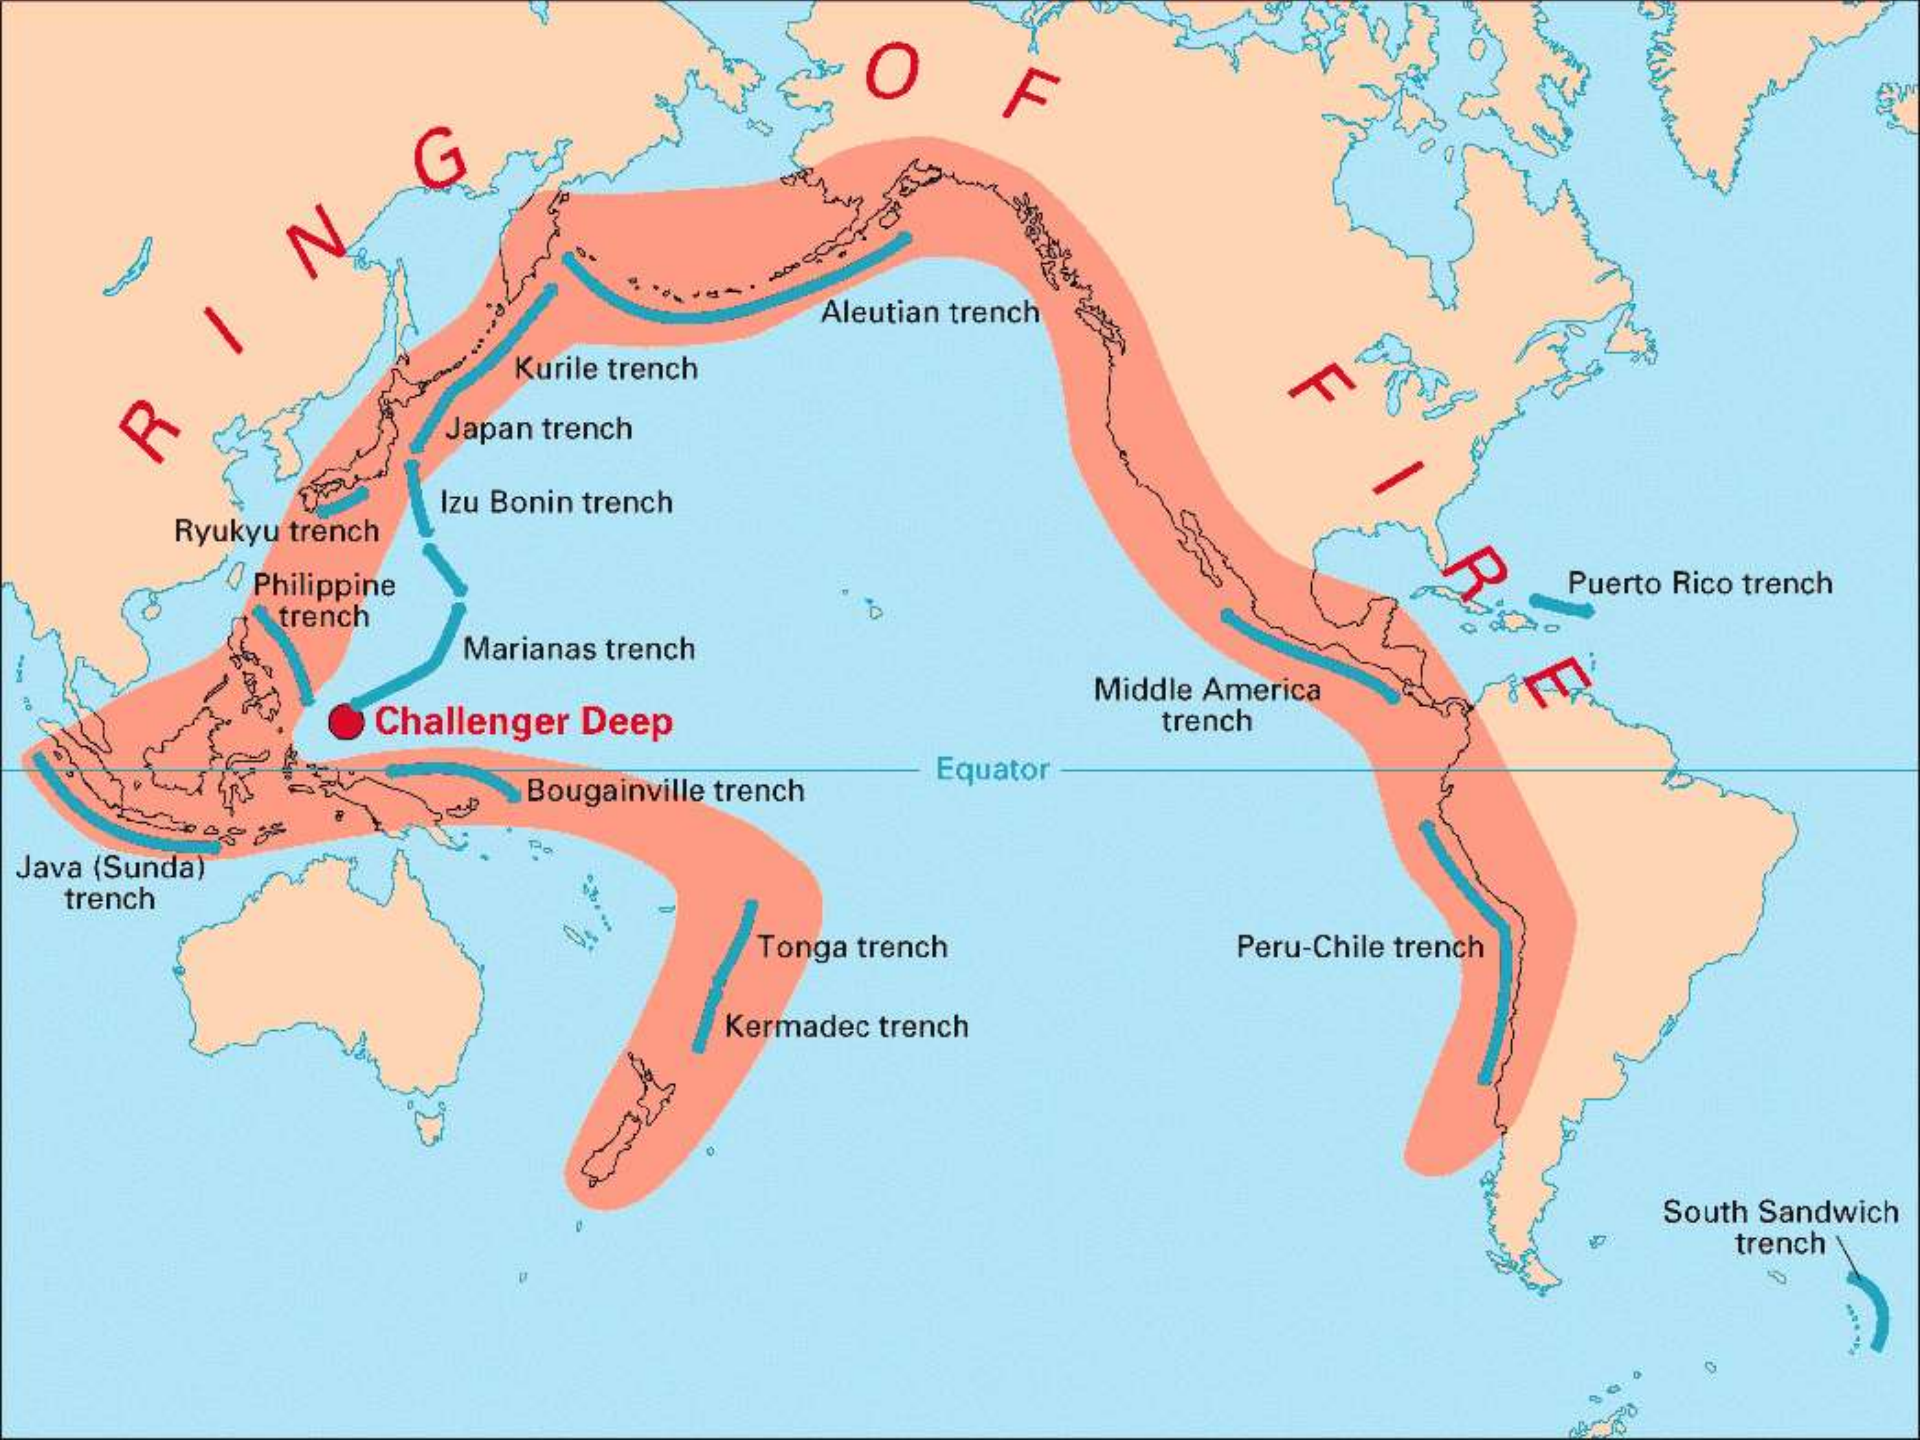 RING OF FIRE
Aleutian trench
Kurile trench
Japan trench
Izu Bonin trench
Ryukyu trench
Philippine
trench
Marianas trench
Challenger Deep
Equator
Bougainville trench
Java (Sunda)
trench
Tonga trench
Kermadec trench
Middle America
trench
Puerto Rico trench
Peru-Chile trench
South Sandwich
trench